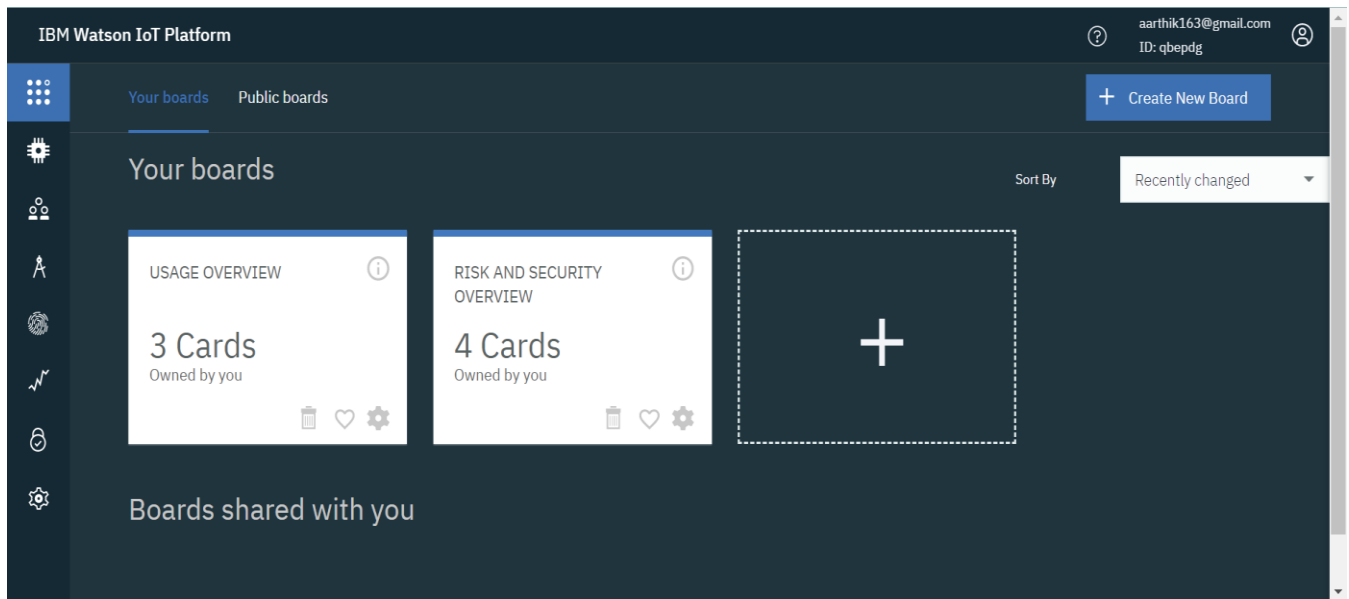 IBM Watson IoT Platform
aarthik163@gmail.com
ID: qbepdg
Your boards
Public boards
Create New Board
Your boards
Sort By
Recently changed
USAGE OVERVIEW
3 Cards
Owned by you
RISK AND SECURITY
OVERVIEW
4 Cards
Owned by you
Boards shared with you